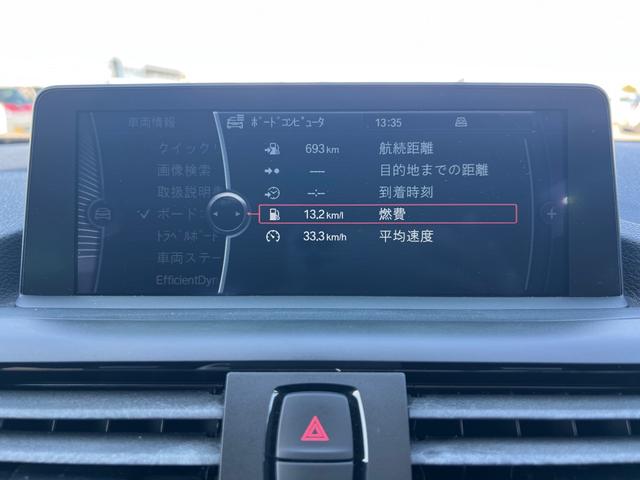 車両情報
ボードコンピュータ
13:35
クイック
693 km 航続距離
画像検索
---- 目的地までの距離
取扱説明
--:-- 到着時刻
ボード
13,2 km/l 燃費
トラベルボード
33,3 km/h 平均速度
車両ステー
EfficientDy